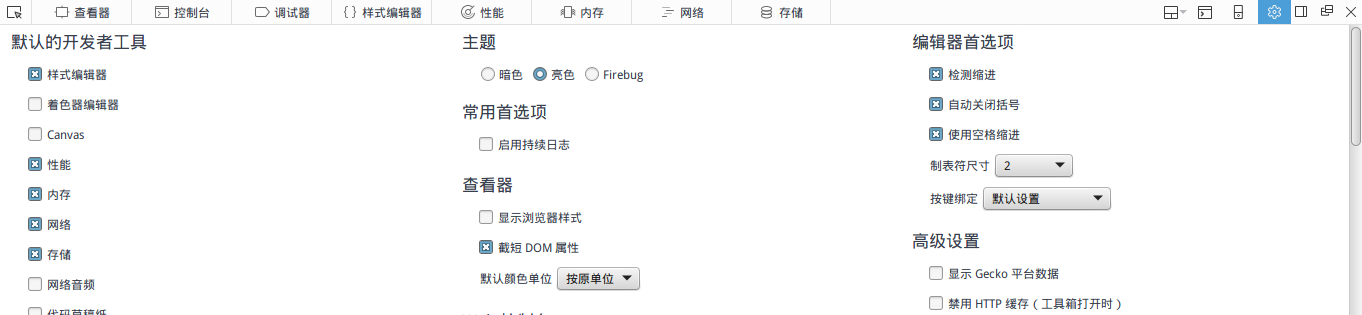 查看器 控制台 调试器 样式编辑器 性能 内存 网络 存储
默认的开发者工具
样式编辑器
着色器编辑器
Canvas
性能
内存
网络
存储
网络音频
代码草稿纸
主题
暗色 亮色 Firebug
常用首选项
启用持续日志
查看器
显示浏览器样式
截短 DOM 属性
默认颜色单位 按原单位
编辑器首选项
检测缩进
自动关闭括号
使用空格缩进
制表符尺寸 2
按键绑定 默认设置
高级设置
显示 Gecko 平台数据
禁用 HTTP 缓存（工具箱打开时）